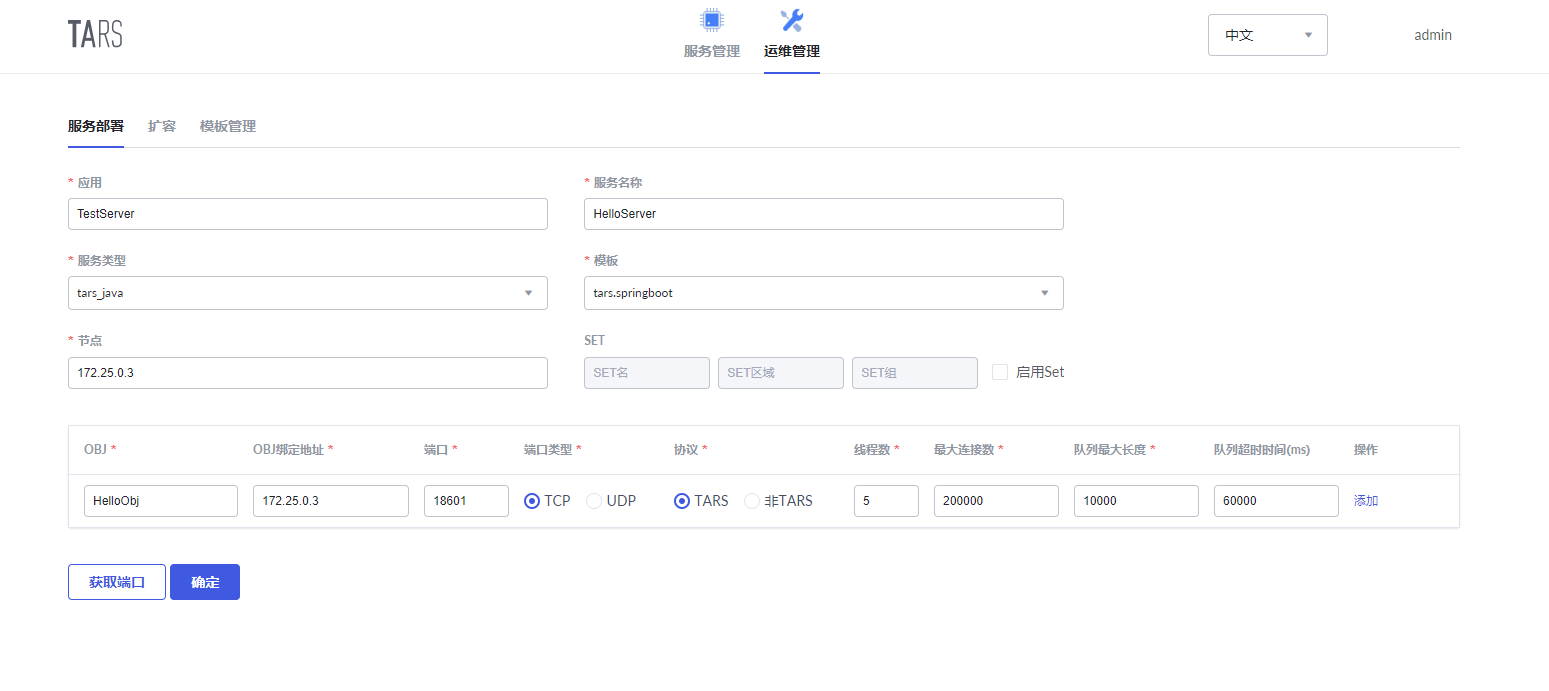 TARS
服务管理
运维管理
中文
admin
服务部署 扩容 模板管理
* 应用
* 服务名称
TestServer
HelloServer
* 服务类型
* 模板
tars_java
tars.springboot
* 节点
SET
172.25.0.3
SET名 SET区域 SET组 启用Set
OBJ * OBJ绑定地址 * 端口 * 端口类型 * 协议 * 线程数 * 最大连接数 * 队列最大长度 * 队列超时时间(ms) 操作
HelloObj 172.25.0.3 18601 TCP UDP TARS 非TARS 5 200000 10000 60000 添加
获取端口 确定